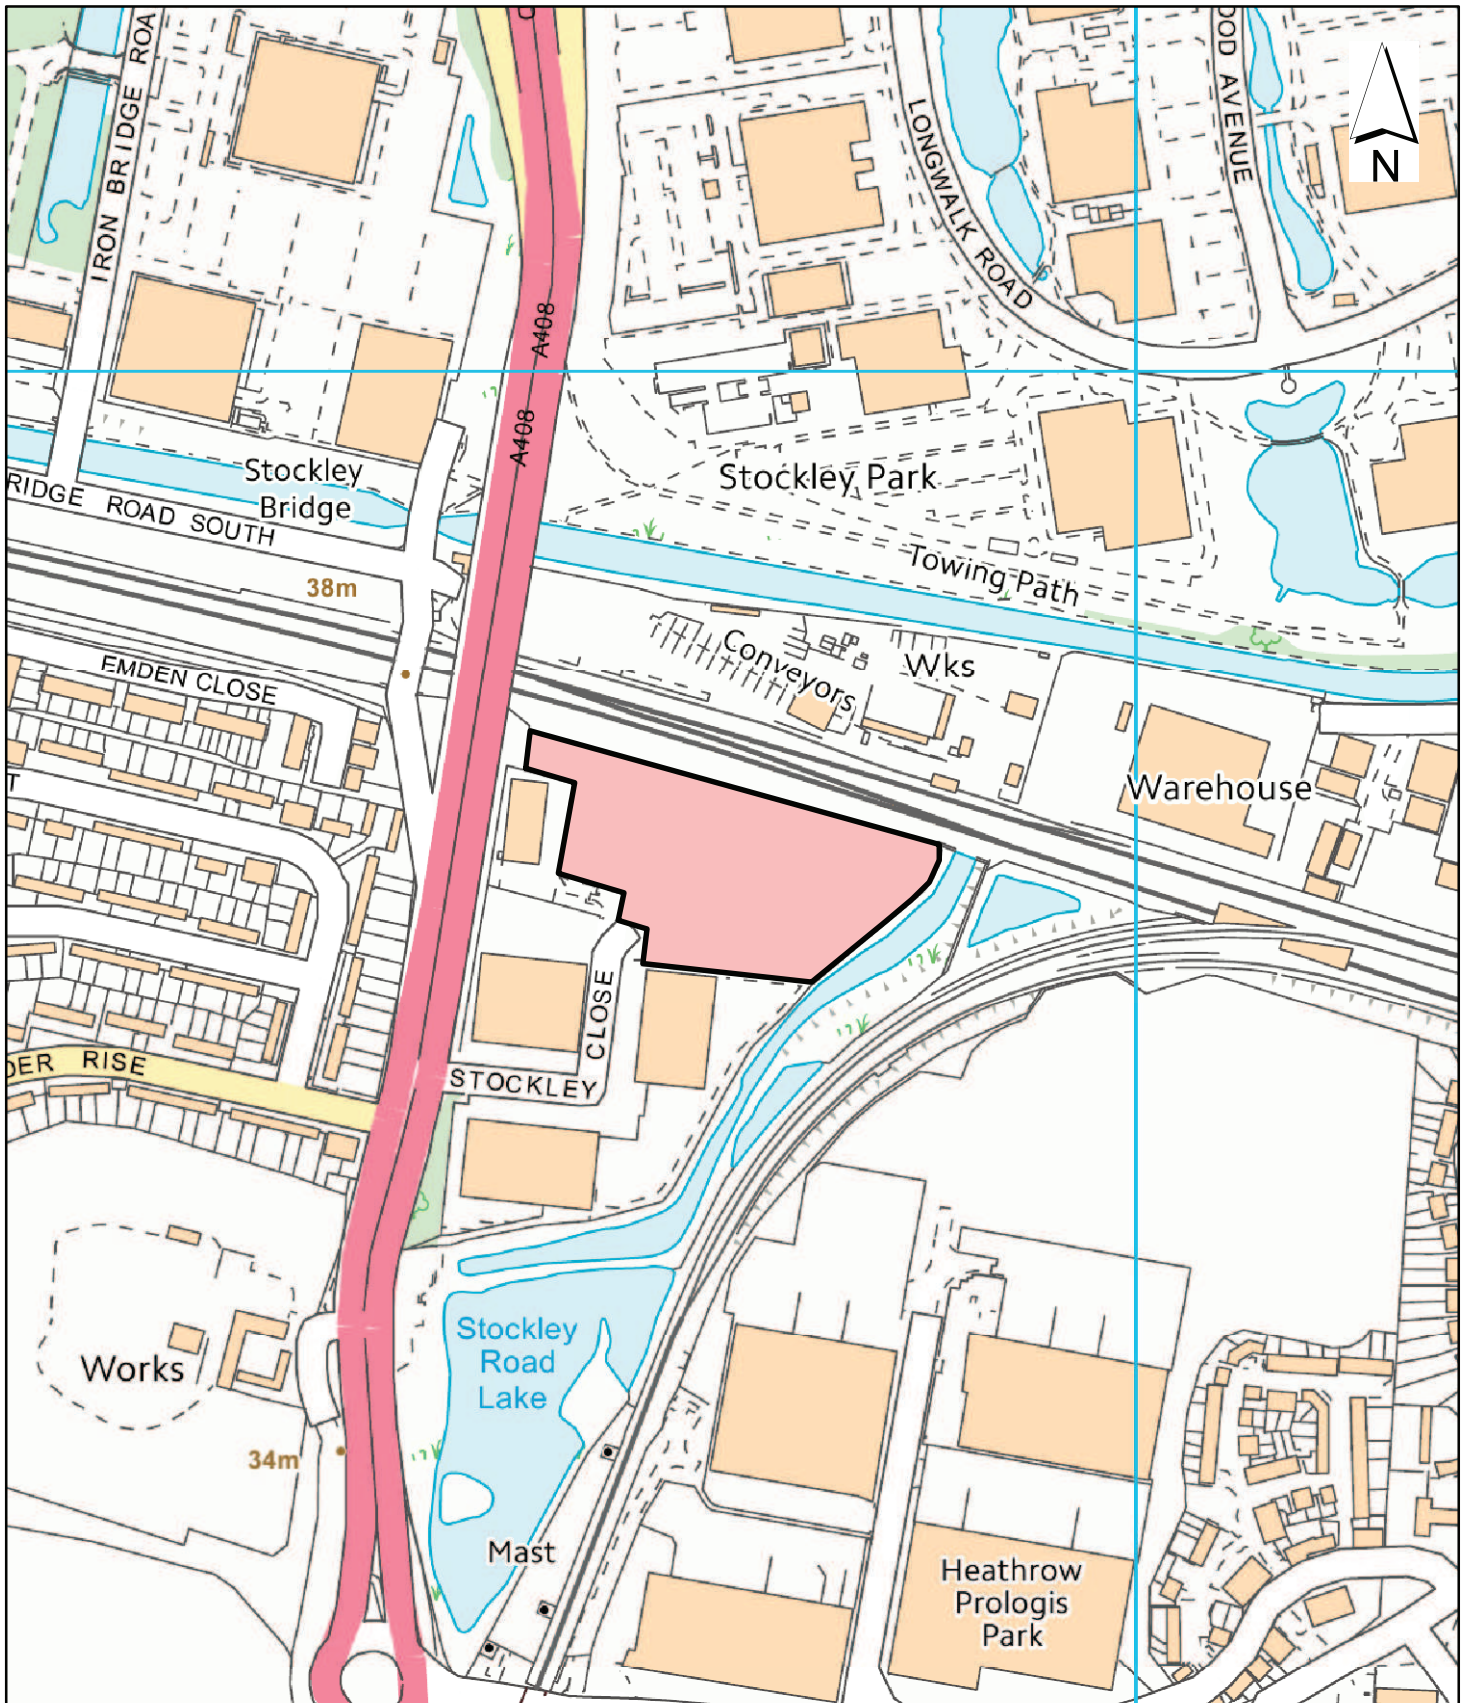 IRON BRIDGE ROA
LONGWALK ROAD
OOD AVENUE
N
A408
A408
Stockley
Bridge
Stockley Park
RIDGE ROAD SOUTH
38m
Towing Path
Conveyors
Wks
EMDEN CLOSE
Warehouse
T
CLOSE
STOCKLEY
DER RISE
Stockley
Road
Lake
Works
34m
Mast
Heathrow
Prologis
Park